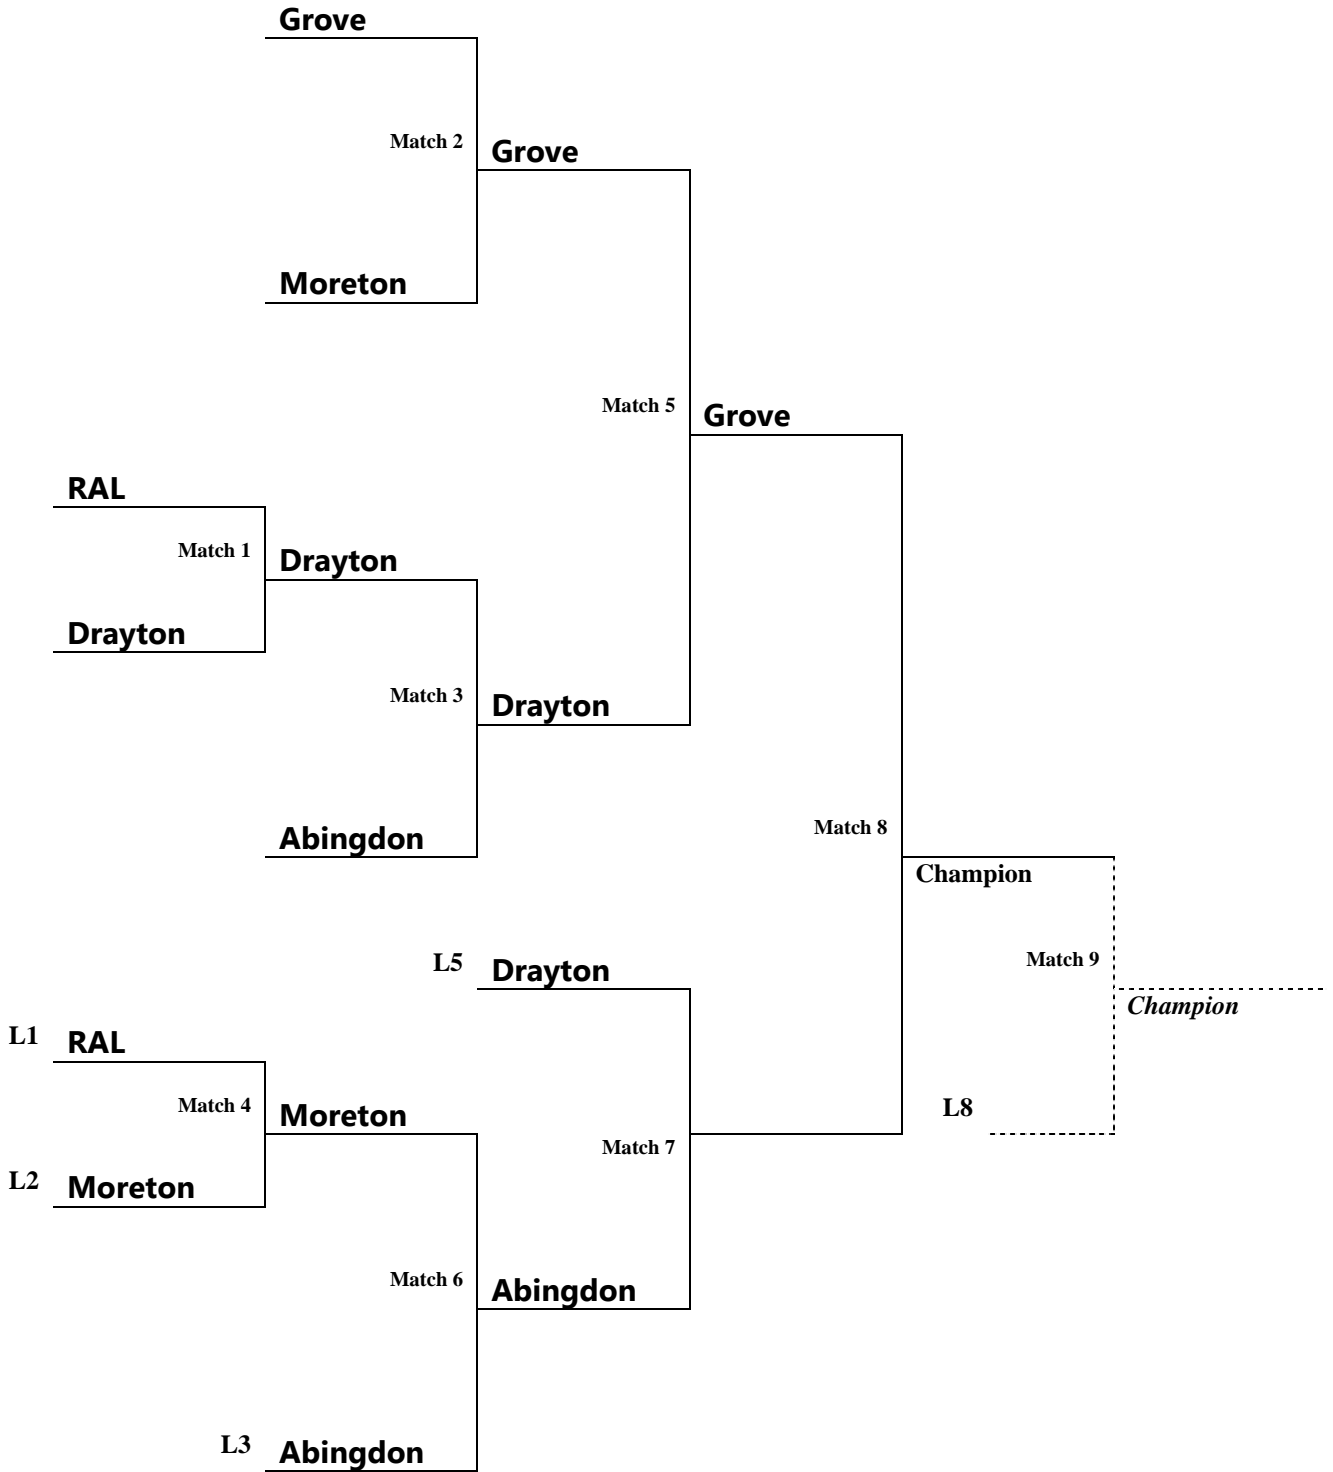 Grove
Match 2
Grove
Moreton
Match 5
Grove
RAL
Match 1
Drayton
Drayton
Match 3
Drayton
Abingdon
Match 8
Champion
L5
Drayton
Match 9
Champion
L1
RAL
Match 4
Moreton
L8
Match 7
L2
Moreton
Match 6
Abingdon
L3
Abingdon